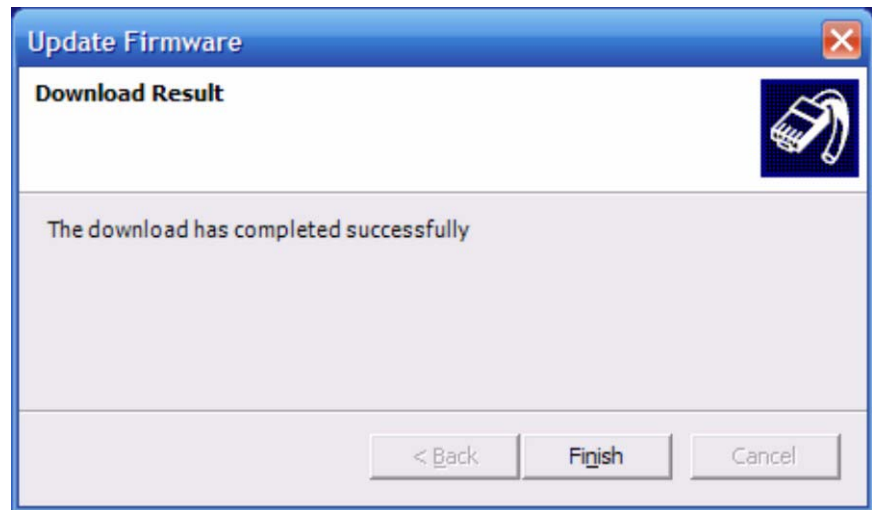 Update Firmware
Download Result
The download has completed successfully
< Back
Finish
Cancel